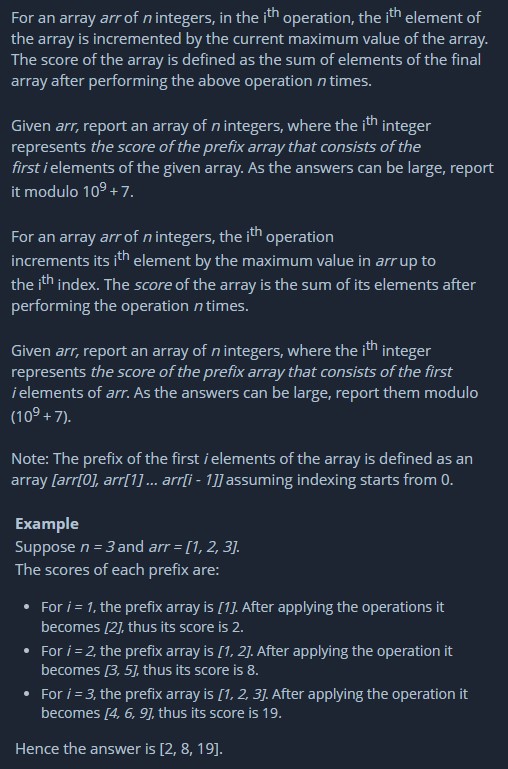 For an array arr of n integers, in the ith operation, the ith element of
the array is incremented by the current maximum value of the array.
The score of the array is defined as the sum of elements of the final
array after performing the above operation n times.
Given arr, report an array of n integers, where the ith integer
represents the score of the prefix array that consists of the
first i elements of the given array. As the answers can be large, report
it modulo 10⁹ + 7.
For an array arr of n integers, the ith operation
increments its ith element by the maximum value in arr up to
the ith index. The score of the array is the sum of its elements after
performing the operation n times.
Given arr, report an array of n integers, where the ith integer
represents the score of the prefix array that consists of the first
i elements of arr. As the answers can be large, report them modulo
(10⁹ + 7).
Note: The prefix of the first i elements of the array is defined as an
array [arr[0], arr[1] ... arr[i - 1]] assuming indexing starts from 0.
Example
Suppose n = 3 and arr = [1, 2, 3].
The scores of each prefix are:
• For i = 1, the prefix array is [1]. After applying the operations it
becomes [2], thus its score is 2.
• For i = 2, the prefix array is [1, 2]. After applying the operation it
becomes [3, 5], thus its score is 8.
• For i = 3, the prefix array is [1, 2, 3]. After applying the operation it
becomes [4, 6, 9], thus its score is 19.
Hence the answer is [2, 8, 19].